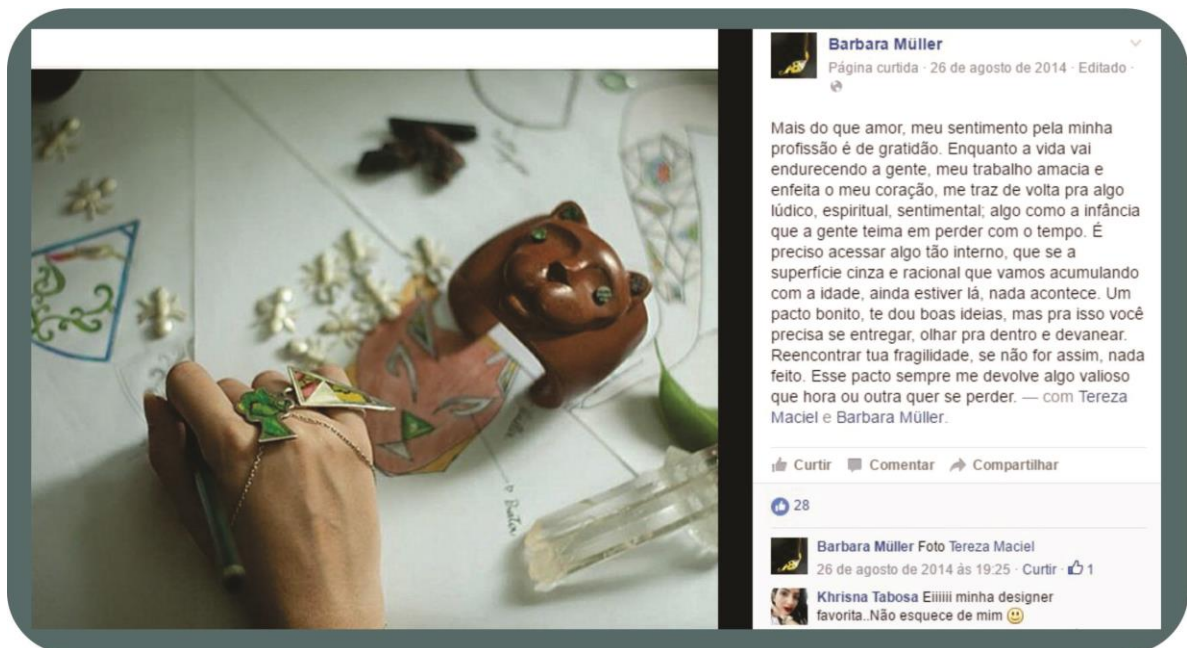 Barbara Müller
Página curtida · 26 de agosto de 2014 · Editado ·
Mais do que amor, meu sentimento pela minha
profissão é de gratidão. Enquanto a vida vai
endurecendo a gente, meu trabalho amacia e
enfeita o meu coração, me traz de volta pra algo
lúdico, espiritual, sentimental; algo como a infância
que a gente teima em perder com o tempo. É
preciso acessar algo tão interno, que se a
superfície cinza e racional que vamos acumulando
com a idade, ainda estiver lá, nada acontece. Um
pacto bonito, te dou boas ideias, mas pra isso você
precisa se entregar, olhar pra dentro e devanear.
Reencontrar tua fragilidade, se não for assim, nada
feito. Esse pacto sempre me devolve algo valioso
que hora ou outra quer se perder. — com Tereza
Maciel e Barbara Müller.
Curtir Comentar Compartilhar
28
Barbara Müller Foto Tereza Maciel
26 de agosto de 2014 às 19:25 · Curtir · 1
Khrisna Tabosa Eiiiiii minha designer
favorita..Não esquece de mim 🙂